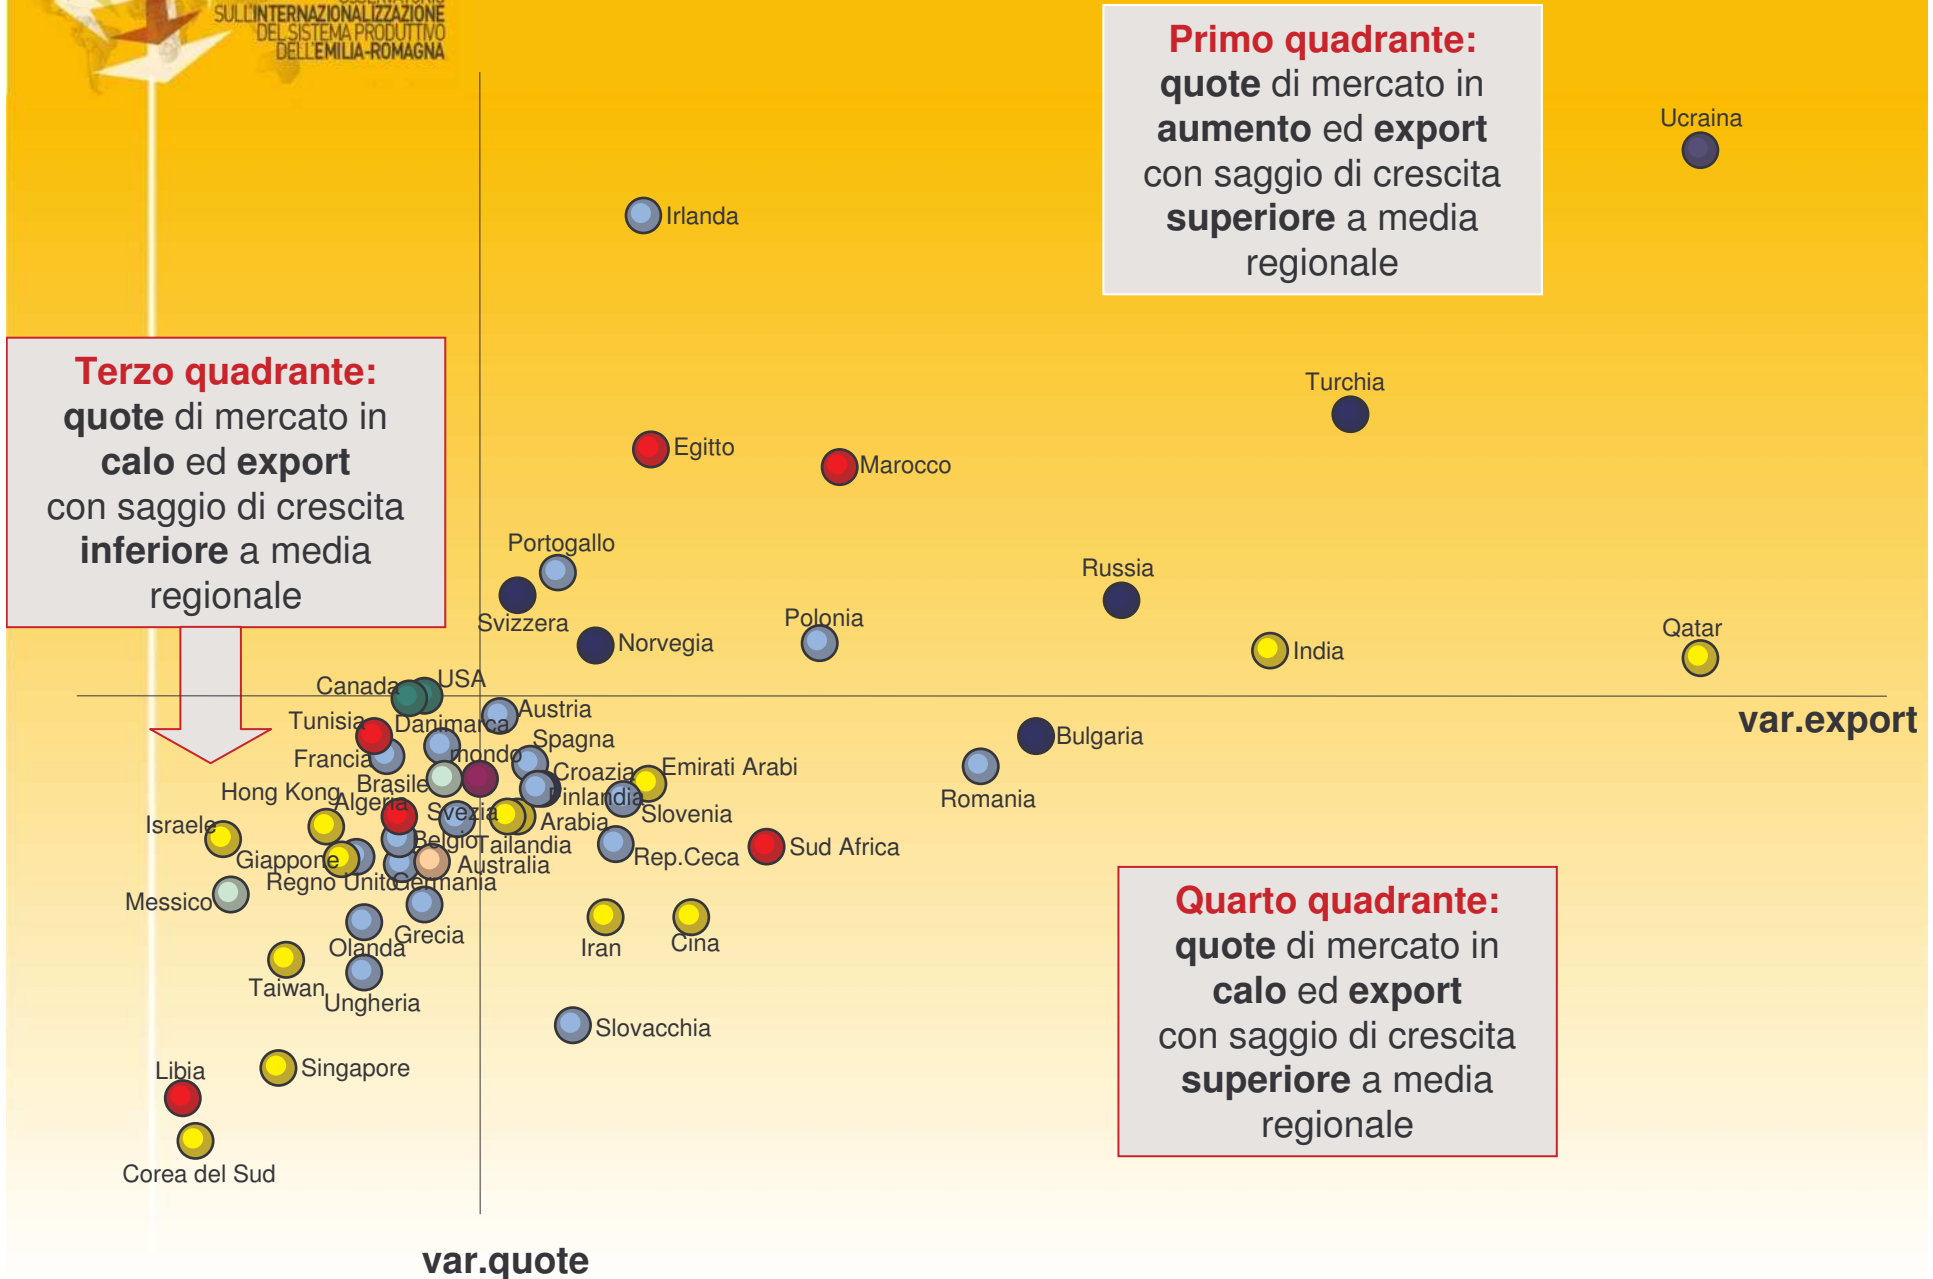 SULL'INTERNAZIONALIZZAZIONE
DEL SISTEMA PRODUTTIVO
DELL'EMILIA-ROMAGNA
Primo quadrante:
quote di mercato in
aumento ed export
con saggio di crescita
superiore a media
regionale
Ucraina
Irlanda
Terzo quadrante:
quote di mercato in
calo ed export
con saggio di crescita
inferiore a media
regionale
Turchia
Egitto
Marocco
Portogallo
Svizzera
Norvegia
Polonia
Russia
India
Qatar
Canada
USA
Tunisia
Danimarca
Austria
var.export
Francia
mondo
Spagna
Bulgaria
Brasile
Croazia
Emirati Arabi
Hong Kong
Algeria
Finlandia
Romania
Israele
Svezia
Arabia
Slovenia
Giappone
Belgio
Tailandia
Rep.Ceca
Sud Africa
Regno Unito
Germania
Australia
Messico
Olanda
Grecia
Iran
Cina
Taiwan
Ungheria
Slovacchia
Quarto quadrante:
quote di mercato in
calo ed export
con saggio di crescita
superiore a media
regionale
Libia
Singapore
Corea del Sud
var.quote